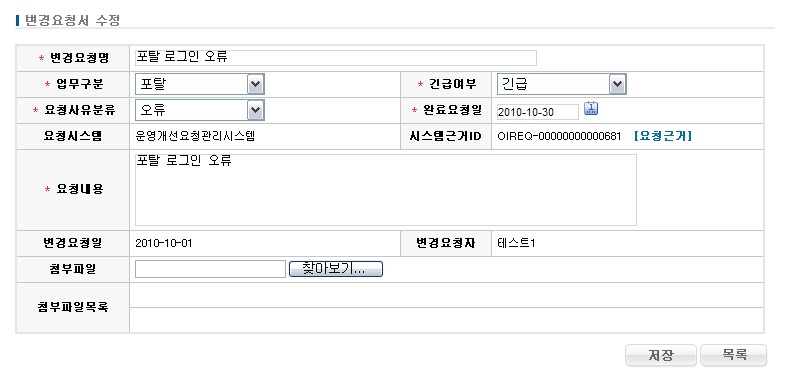 변경요청서 수정
* 변경요청명 포탈 로그인 오류
* 업무구분 포탈 * 긴급여부 긴급
* 요청사유분류 오류 * 완료요청일 2010-10-30
요청시스템 운영개선요청관리시스템 시스템근거ID OIREQ-00000000000681 [요청근거]
* 요청내용 포탈 로그인 오류
변경요청일 2010-10-01 변경요청자 테스트1
첨부파일 찾아보기...
첨부파일목록
저장 목록